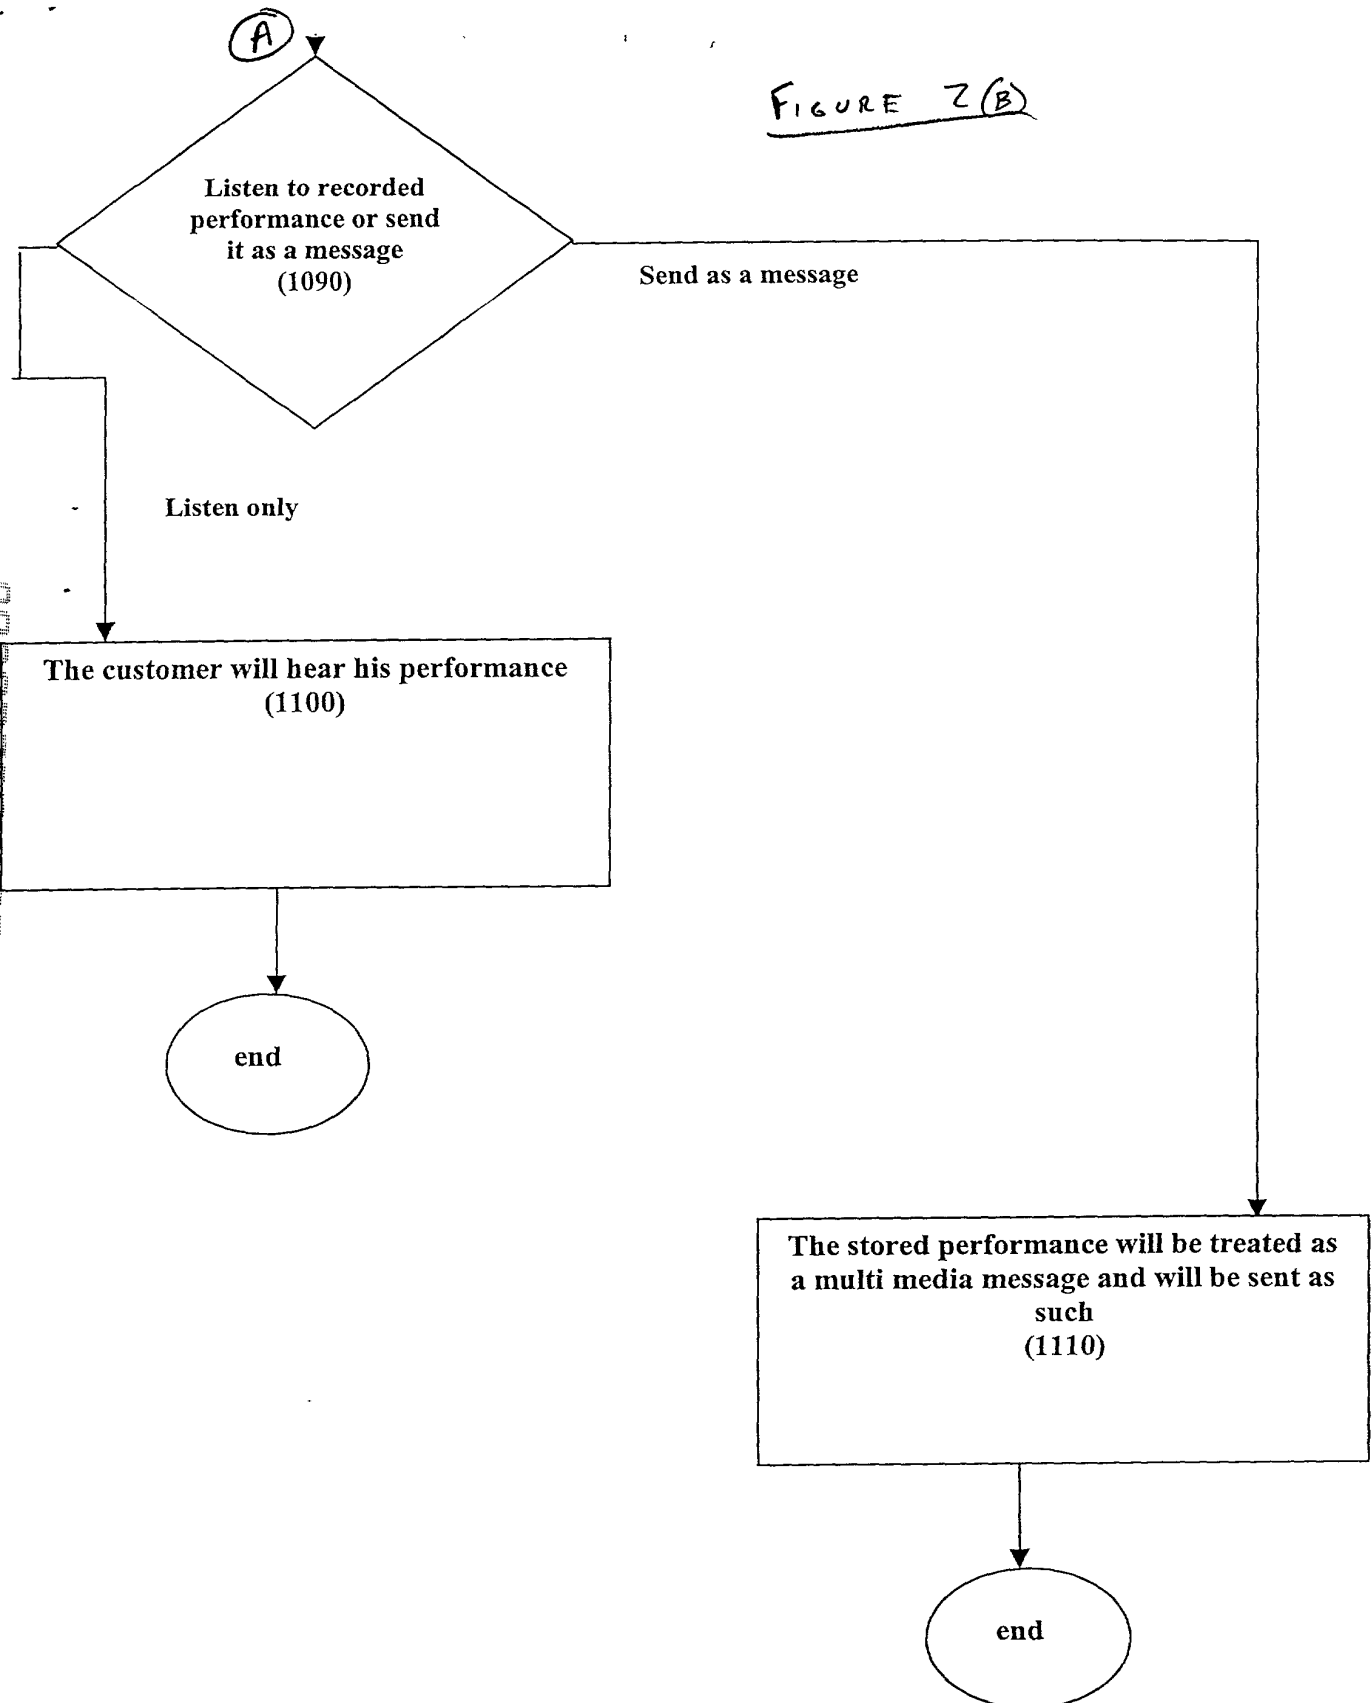 A
FIGURE 2(B)
Listen to recorded
performance or send
it as a message
(1090)
Send as a message
Listen only
The customer will hear his performance
(1100)
end
The stored performance will be treated as
a multi media message and will be sent as
such
(1110)
end